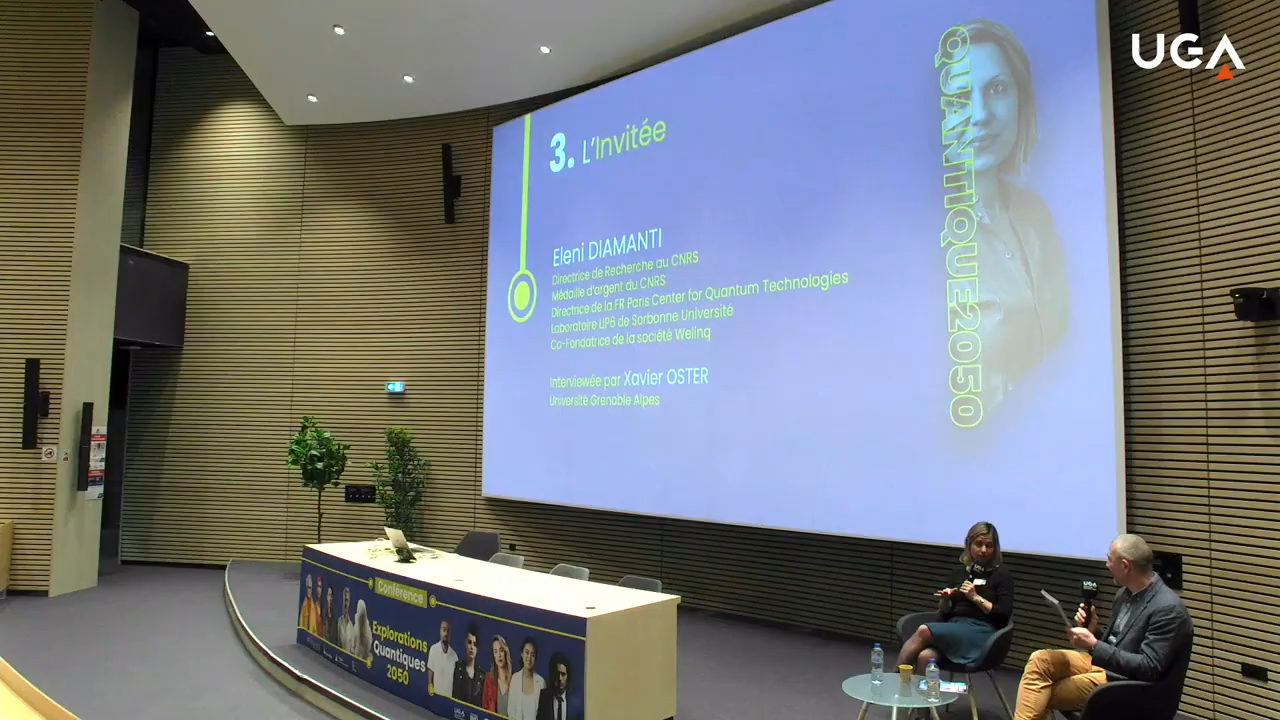 UGA
3. L'Invitée
Eleni DIAMANTI
Directrice de Recherche au CNRS
Médaille d'argent du CNRS
Directrice de la FR Paris Center for Quantum Technologies
Laboratoire LIP6 de Sorbonne Université
Co-Fondatrice de la société Welinq
Interviewée par Xavier OSTER
Université Grenoble Alpes
QUANTIQUE2050
Conférence
Explorations
Quantiques
2050
UGA
UGA